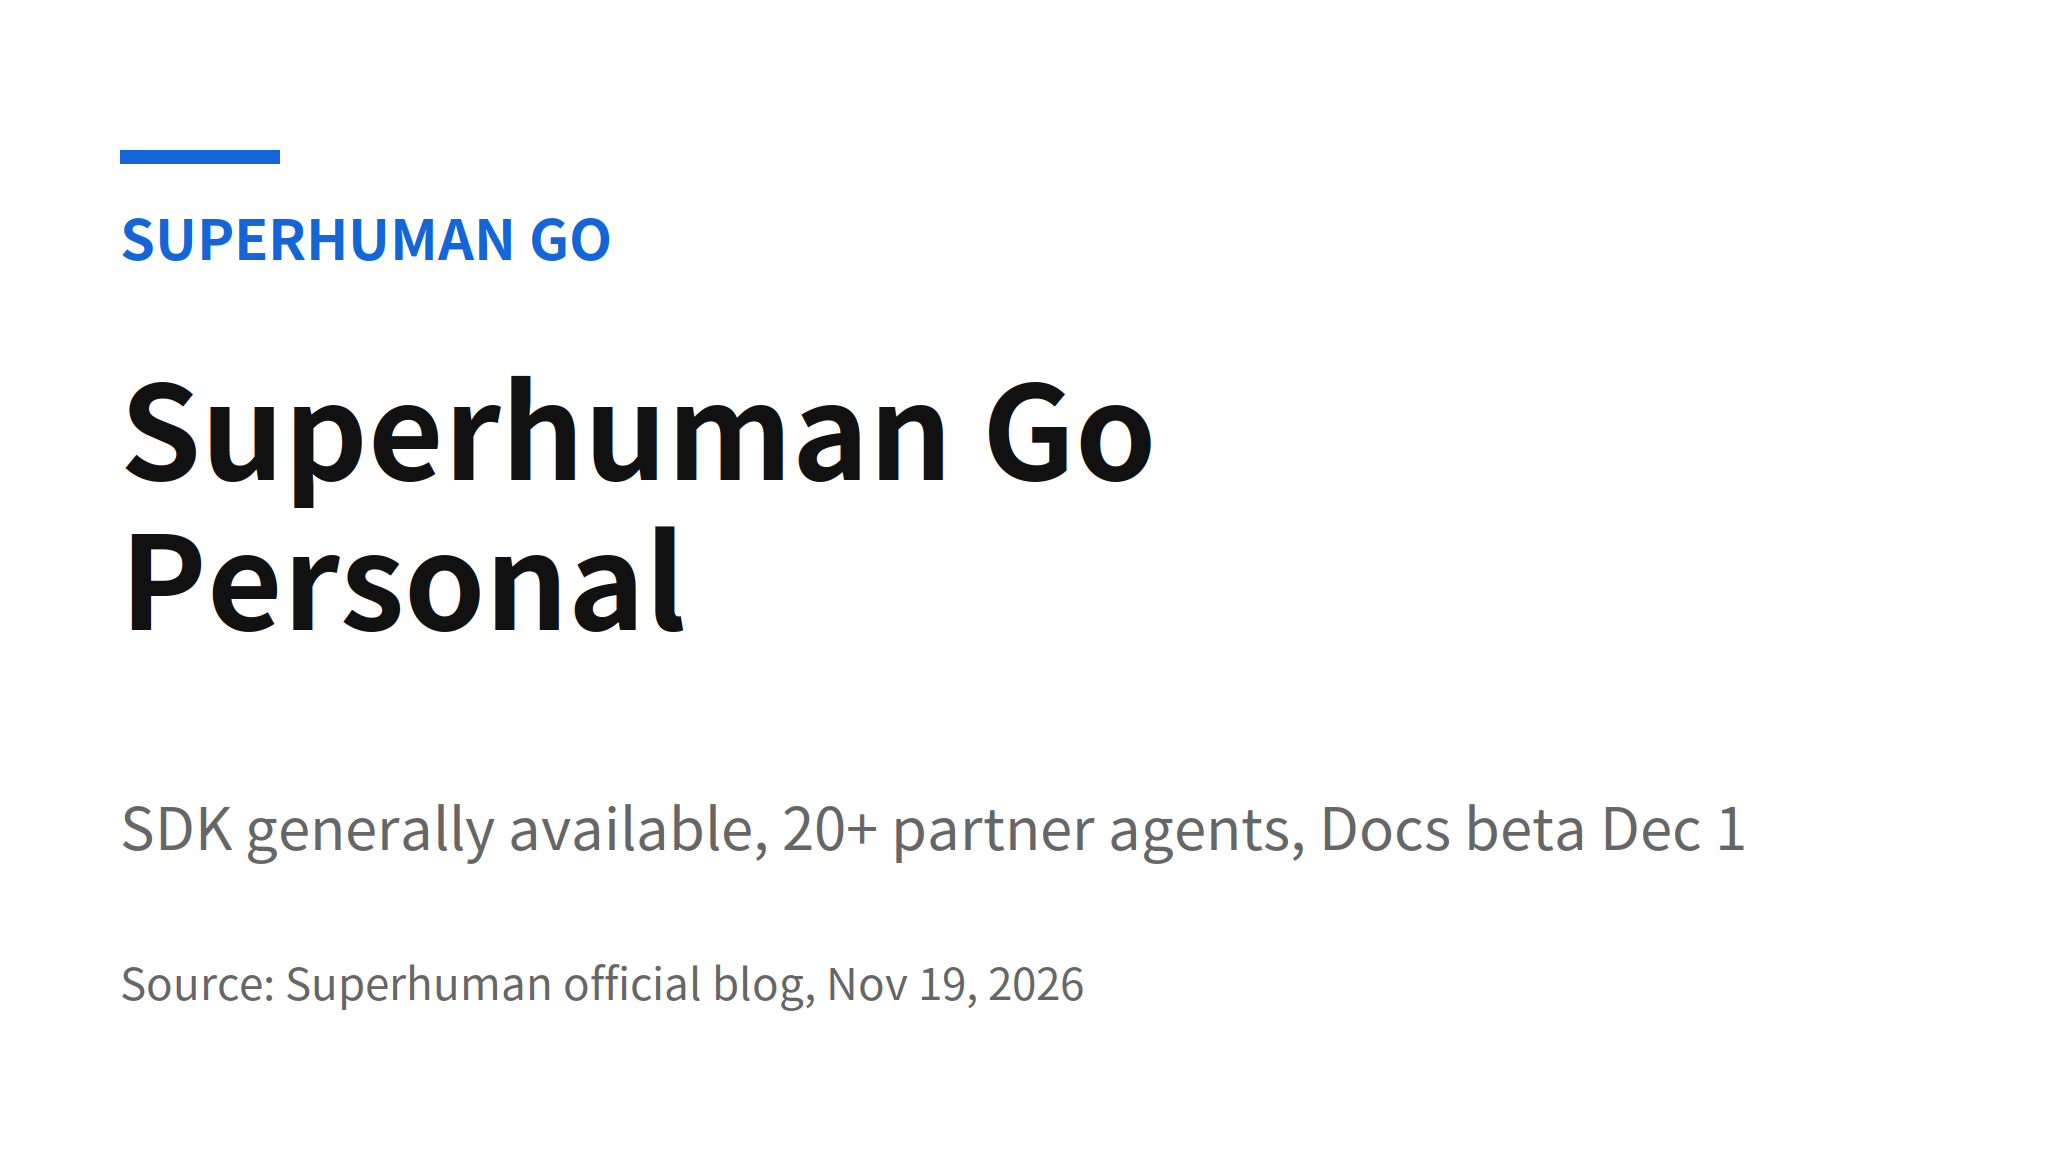 SUPERHUMAN GO
Superhuman Go
Personal
SDK generally available, 20+ partner agents, Docs beta Dec 1
Source: Superhuman official blog, Nov 19, 2026